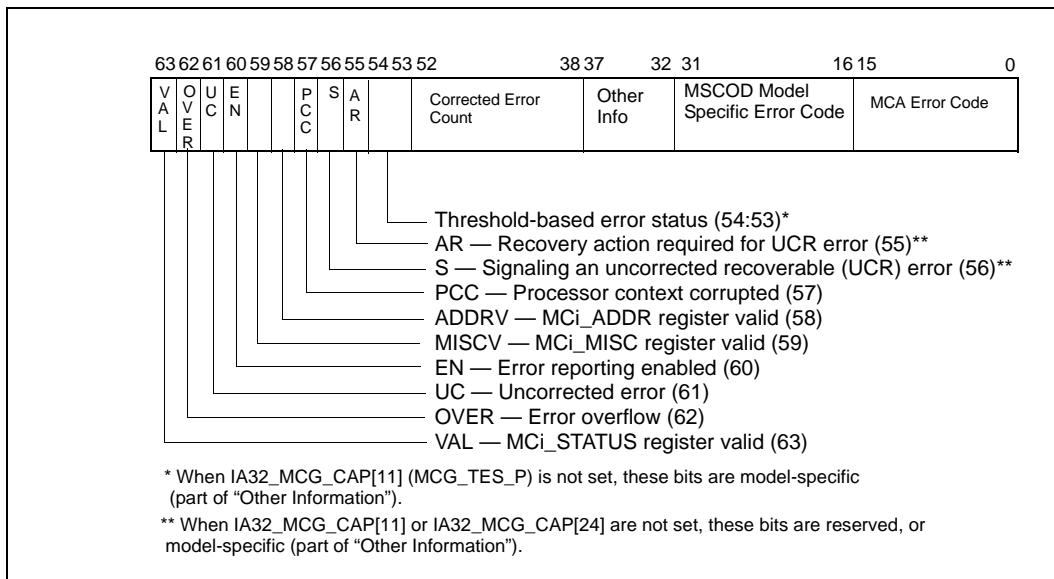 63 62 61 60 59 58 57 56 55 54 53 52 38 37 32 31 16 15 0
VAL OVER UC EN PCC S AR Corrected Error Count Other Info MSCOD Model Specific Error Code MCA Error Code
Threshold-based error status (54:53)*
AR — Recovery action required for UCR error (55)**
S — Signaling an uncorrected recoverable (UCR) error (56)**
PCC — Processor context corrupted (57)
ADDRV — MCi_ADDR register valid (58)
MISCV — MCi_MISC register valid (59)
EN — Error reporting enabled (60)
UC — Uncorrected error (61)
OVER — Error overflow (62)
VAL — MCi_STATUS register valid (63)
* When IA32_MCG_CAP[11] (MCG_TES_P) is not set, these bits are model-specific
(part of “Other Information”).
** When IA32_MCG_CAP[11] or IA32_MCG_CAP[24] are not set, these bits are reserved, or
model-specific (part of “Other Information”).